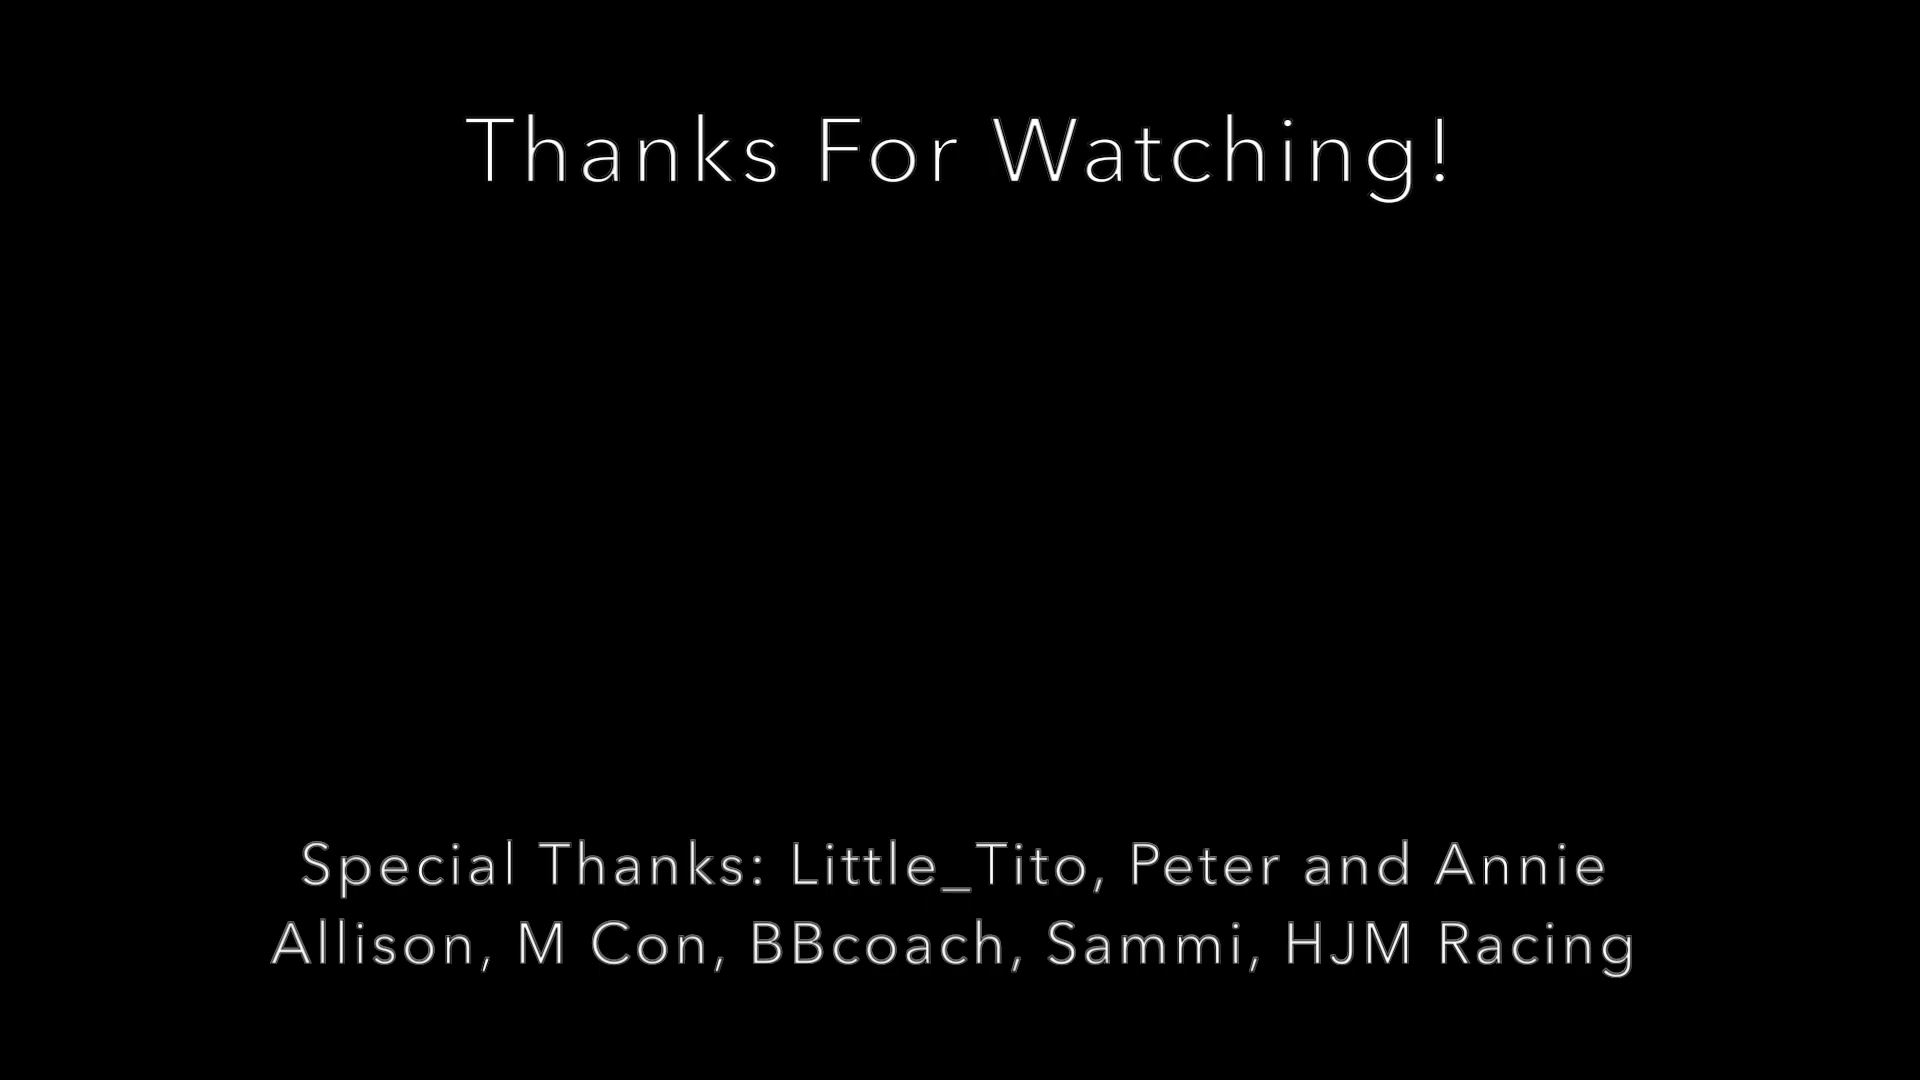 Thanks For Watching!
Special Thanks: Little_Tito, Peter and Annie
Allison, M Con, BBcoach, Sammi, HJM Racing